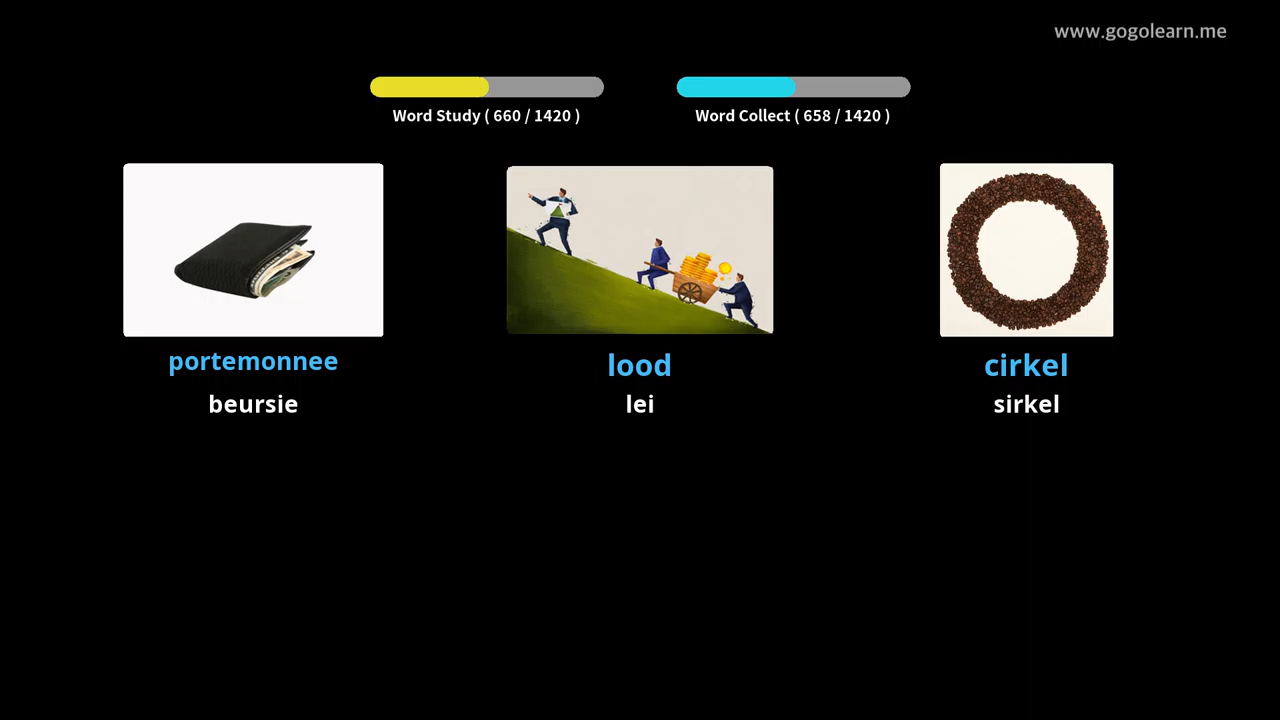 www.gogolearn.me
Word Study ( 660 / 1420 )
Word Collect ( 658 / 1420 )
portemonnee
lood
cirkel
beursie
lei
sirkel